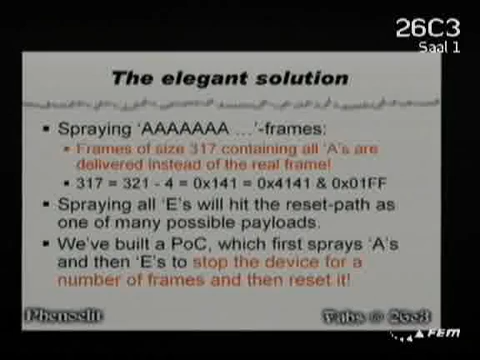 26C3
Saal 1
The elegant solution
Spraying 'AAAAAAA ...'-frames:
Frames of size 317 containing all 'A's are
delivered instead of the real frame!
317 = 321 - 4 = 0x141 = 0x4141 & 0x01FF
Spraying all 'E's will hit the reset-path as
one of many possible payloads.
We've built a PoC, which first sprays 'A's
and then 'E's to stop the device for a
number of frames and then reset it!
Phenoelit
Fabs @ 26c3
FEM